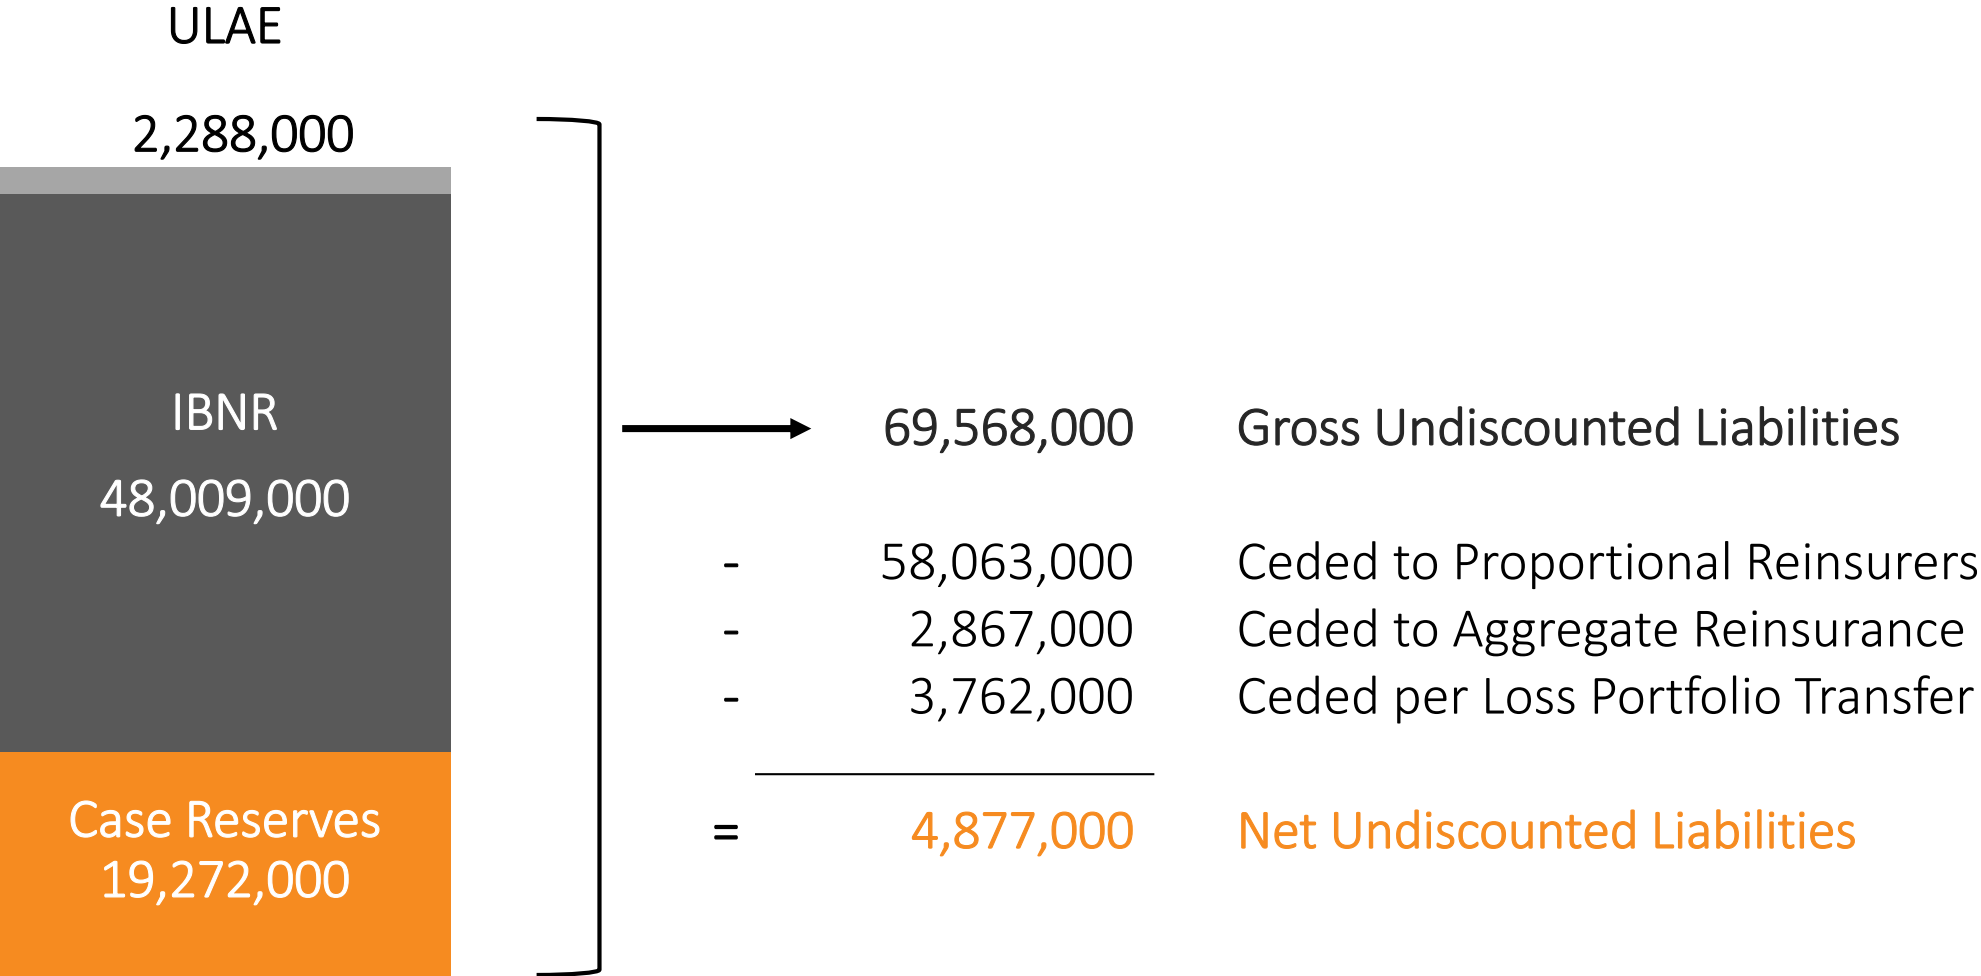 ULAE
2,288,000
IBNR
48,009,000
Case Reserves
19,272,000
69,568,000 Gross Undiscounted Liabilities
- 58,063,000 Ceded to Proportional Reinsurers
- 2,867,000 Ceded to Aggregate Reinsurance
- 3,762,000 Ceded per Loss Portfolio Transfer
= 4,877,000 Net Undiscounted Liabilities